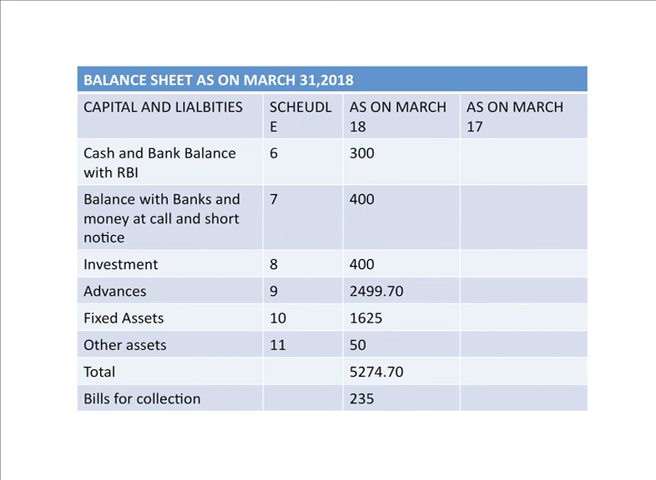 BALANCE SHEET AS ON MARCH 31,2018
CAPITAL AND LIALBITIES SCHEUDL AS ON MARCH AS ON MARCH
E 18 17
Cash and Bank Balance 6 300
with RBI
Balance with Banks and 7 400
money at call and short
notice
Investment 8 400
Advances 9 2499.70
Fixed Assets 10 1625
Other assets 11 50
Total 5274.70
Bills for collection 235